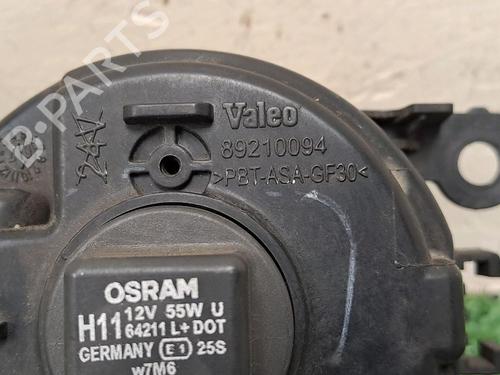 B-PARTS
Valeo
89210094
>PBT-ASA-GF30<
OSRAM
H11 12V 55W U
64211 L+ DOT
GERMANY E1 25S
w7M6